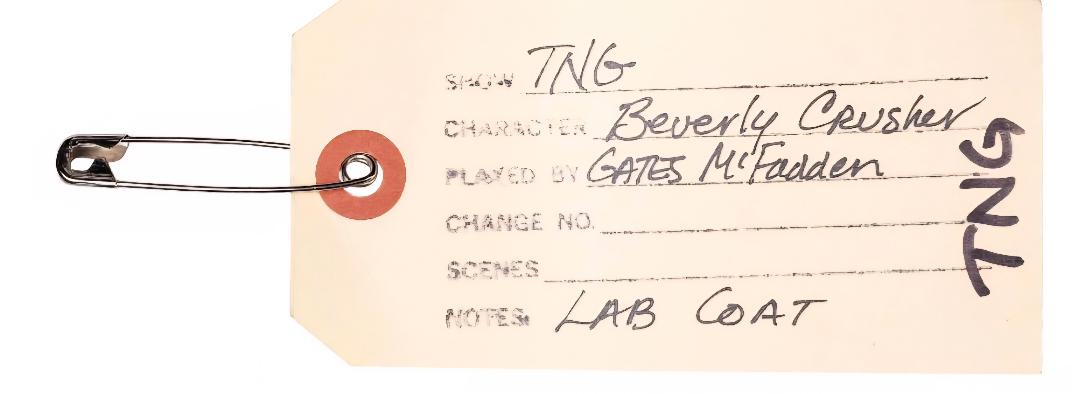 SHOW TNG
CHARACTER Beverly Crusher
PLAYED BY GATES McFadden
CHANGE NO.
SCENES
NOTES LAB COAT
TNG